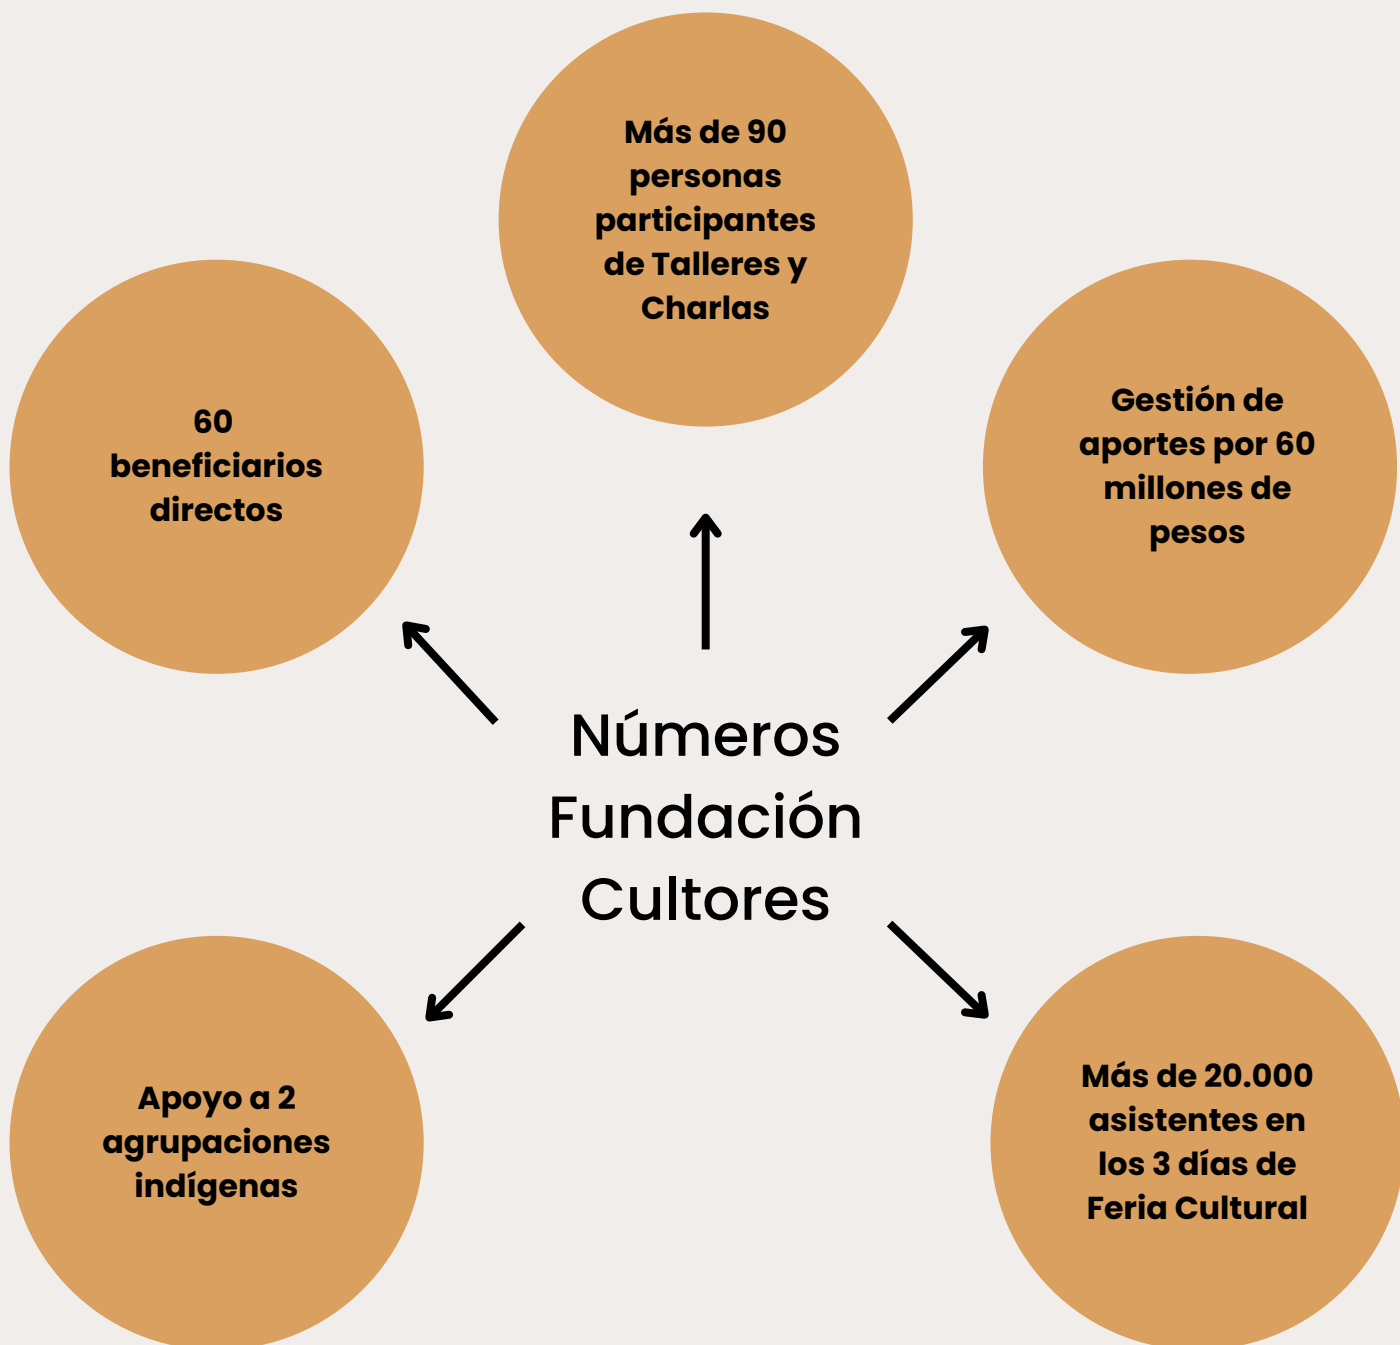 Más de 90
personas
participantes
de Talleres y
Charlas
60
beneficiarios
directos
Gestión de
aportes por 60
millones de
pesos
Números
Fundación
Cultores
Apoyo a 2
agrupaciones
indígenas
Más de 20.000
asistentes en
los 3 días de
Feria Cultural